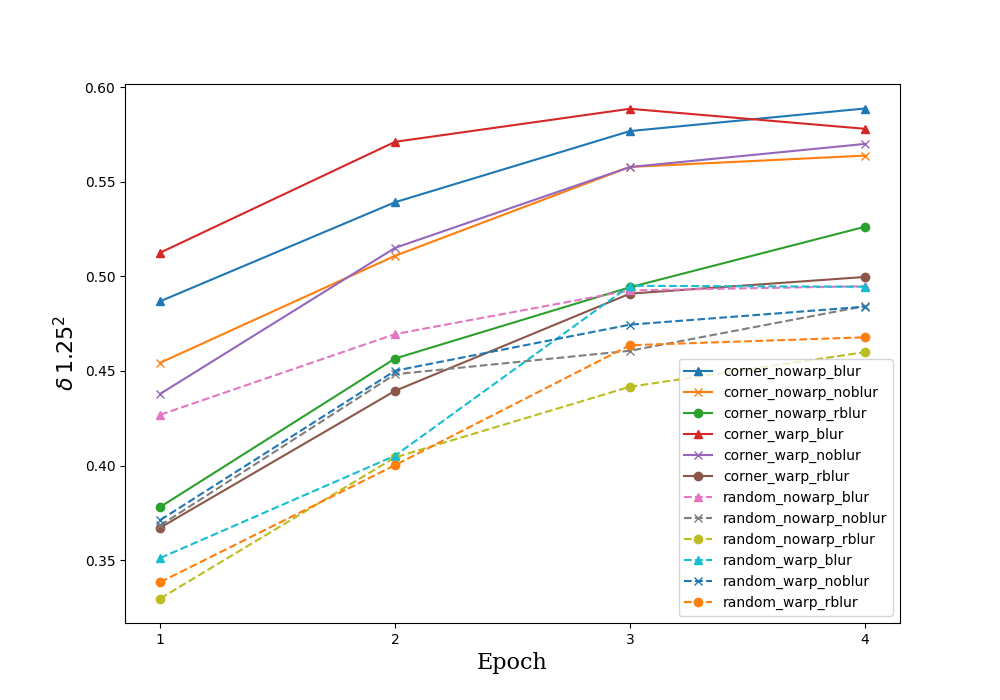 0.60
0.55
0.50
0.45
0.40
0.35
δ 1.25²
1
2
3
4
Epoch
corner_nowarp_blur
corner_nowarp_noblur
corner_nowarp_rblur
corner_warp_blur
corner_warp_noblur
corner_warp_rblur
random_nowarp_blur
random_nowarp_noblur
random_nowarp_rblur
random_warp_blur
random_warp_noblur
random_warp_rblur